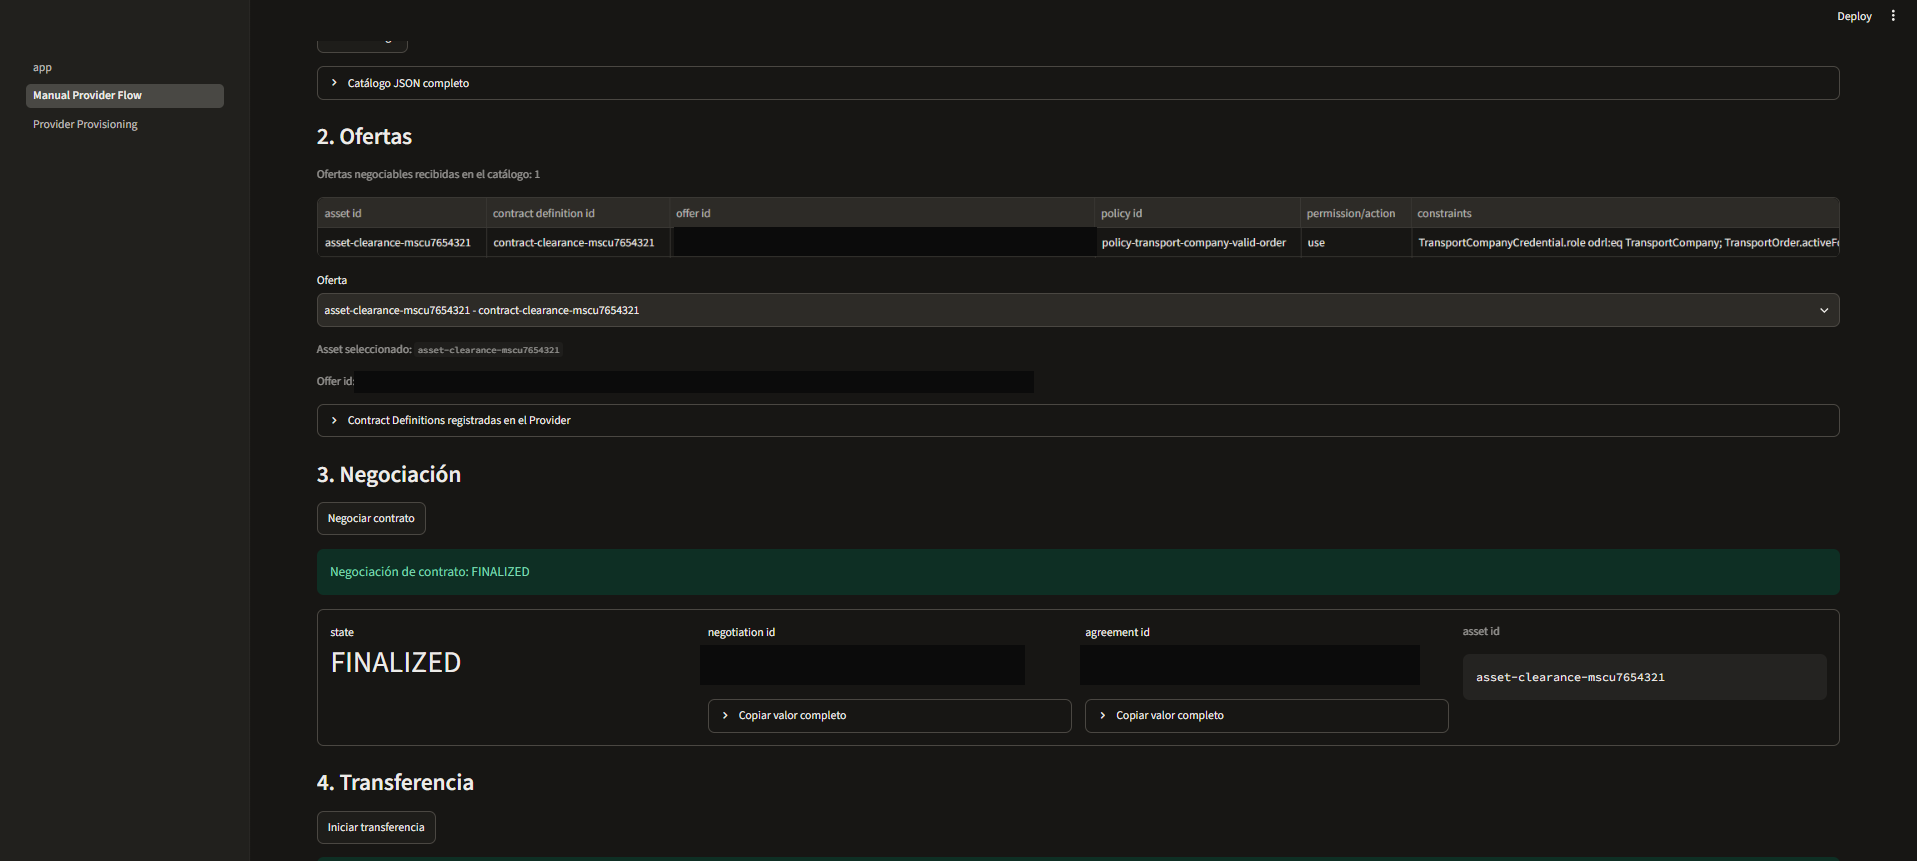 Deploy
app
Manual Provider Flow
Provider Provisioning
Catálogo JSON completo
2. Ofertas
Ofertas negociables recibidas en el catálogo: 1
asset id contract definition id offer id policy id permission/action constraints
asset-clearance-mscu7654321 contract-clearance-mscu7654321 policy-transport-company-valid-order use TransportCompanyCredential.role odrl:eq TransportCompany;
Oferta
asset-clearance-mscu7654321 - contract-clearance-mscu7654321
Asset seleccionado: asset-clearance-mscu7654321
Offer id:
Contract Definitions registradas en el Provider
3. Negociación
Negociar contrato
Negociación de contrato: FINALIZED
state negotiation id agreement id asset id
FINALIZED
asset-clearance-mscu7654321
Copiar valor completo Copiar valor completo
4. Transferencia
Iniciar transferencia